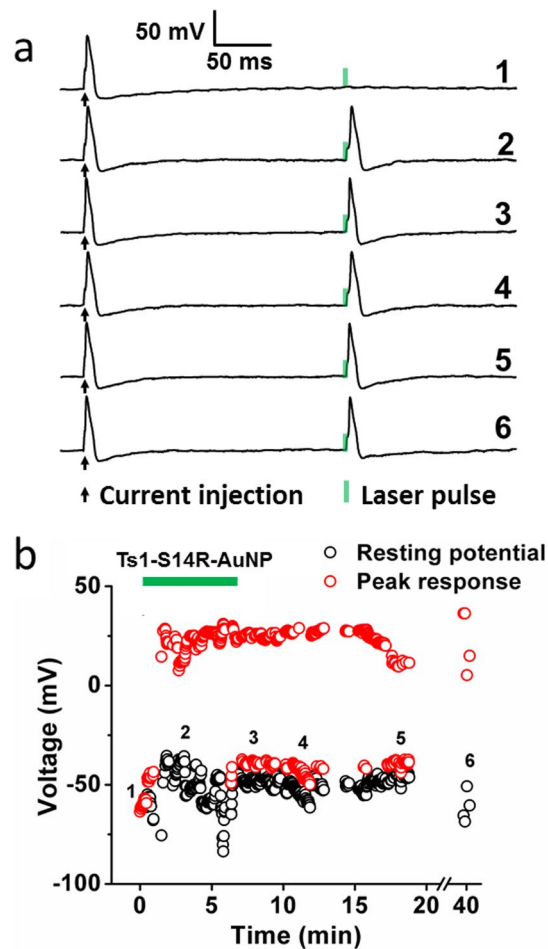 a
50 mV
50 ms
1
2
3
4
5
6
Current injection
Laser pulse
b
Ts1-S14R-AuNP
Resting potential
Peak response
50
0
-50
-100
Voltage (mV)
1
2
3
4
5
6
0 5 10 15 20 40
Time (min)